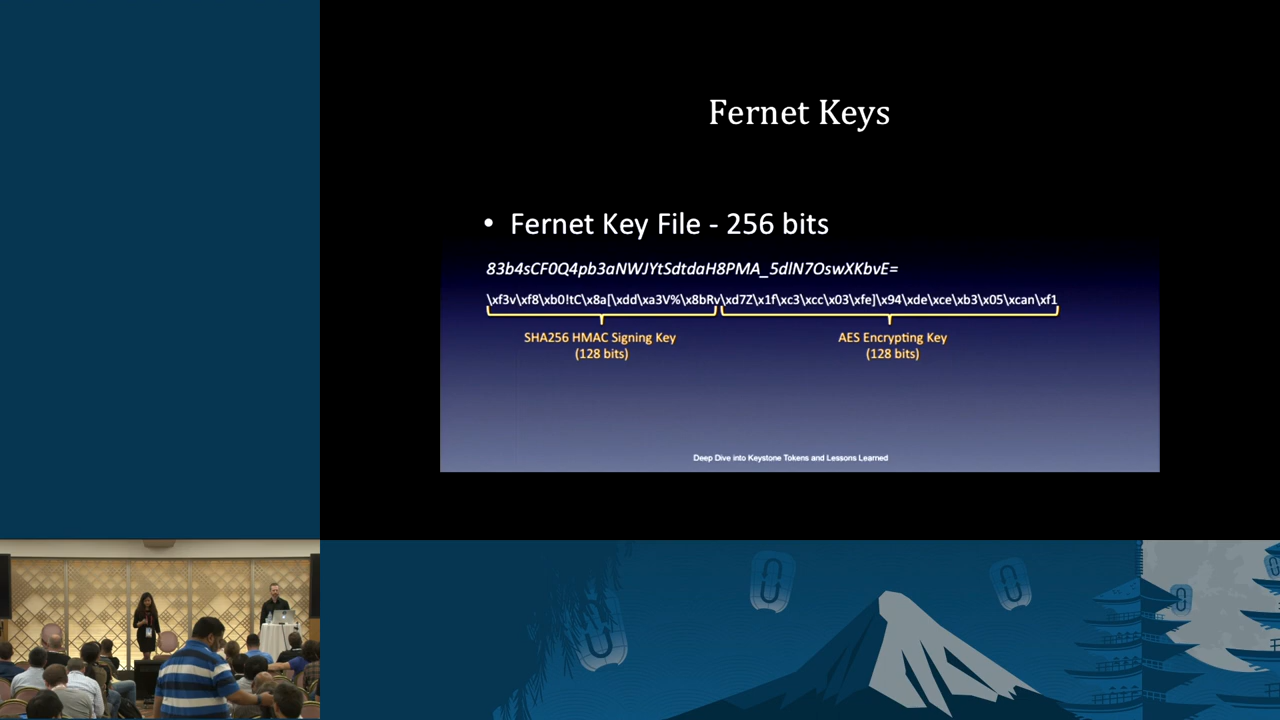 Fernet Keys
• Fernet Key File - 256 bits
83b4sCF0Q4pb3aNWJYtSdtdaH8PMA_5dlN7OswXKbvE=
\xf3v\xf8\xb0!tC\x8a[\xdd\xa3V%\x8bRv\xd7Z\x1f\xc3\xcc\x03\xfe]\x94\xde\xce\xb3\x05\xcan\xf1
SHA256 HMAC Signing Key
(128 bits)
AES Encrypting Key
(128 bits)
Deep Dive into Keystone Tokens and Lessons Learned